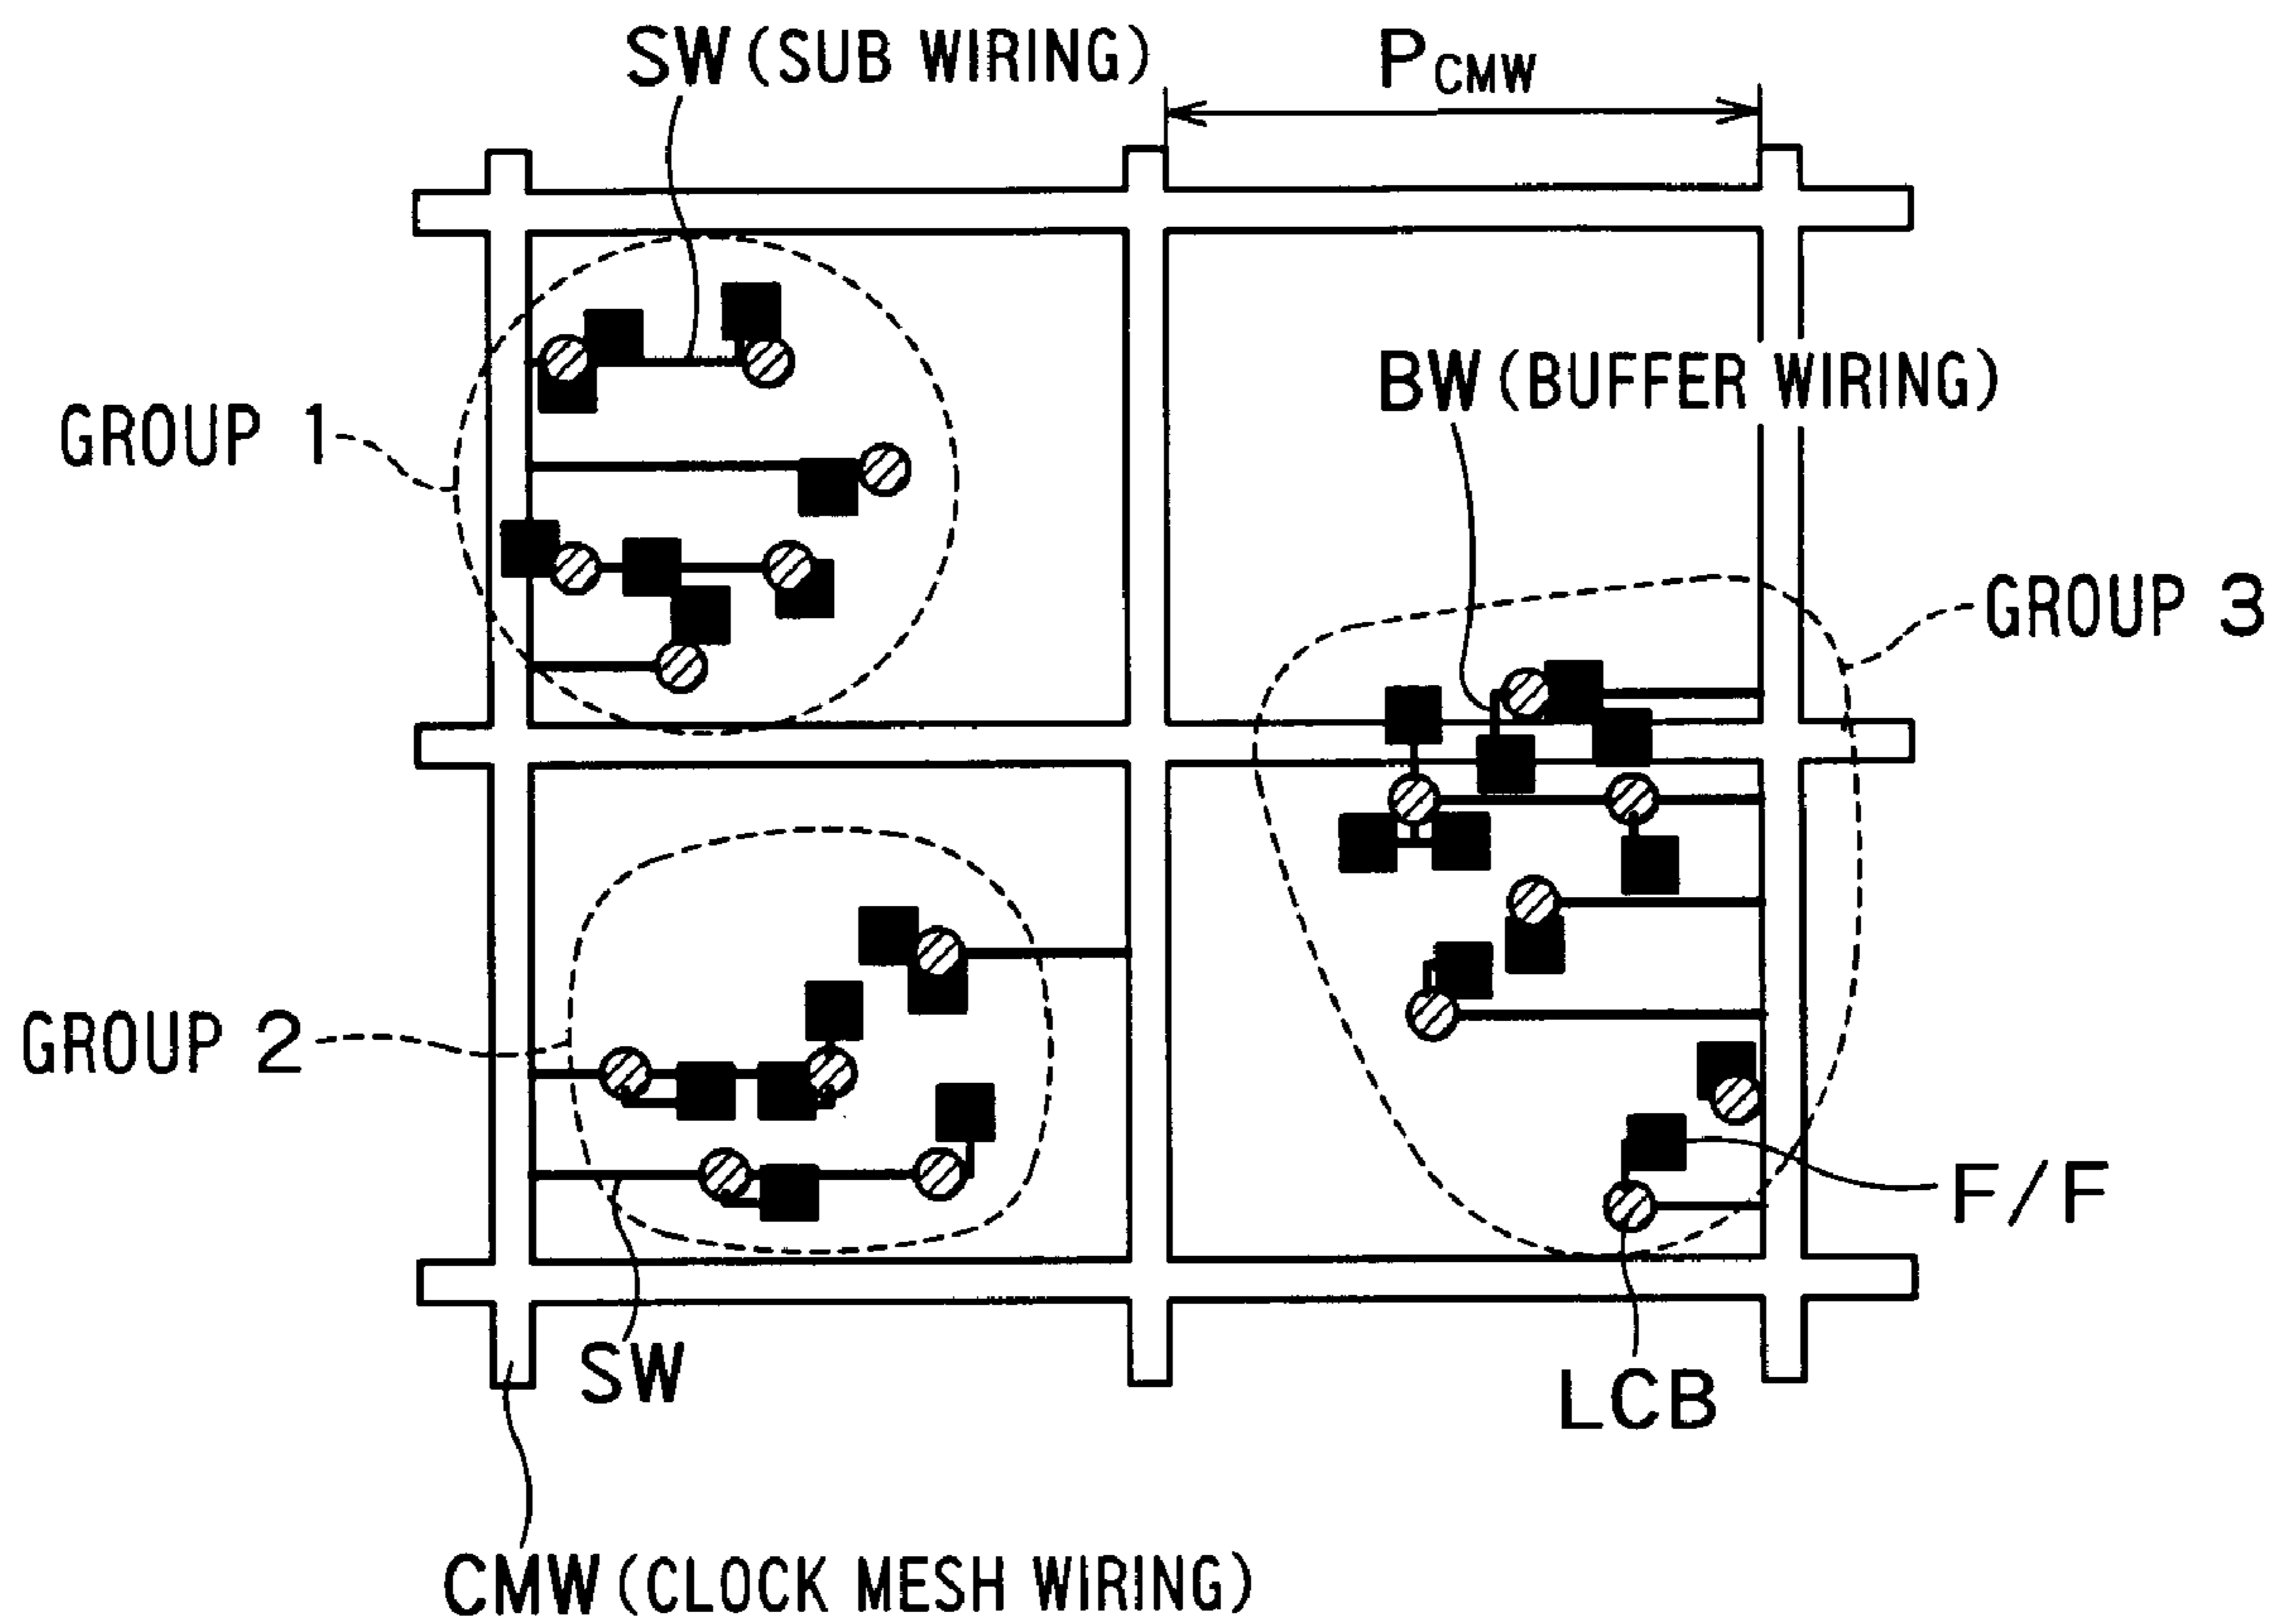 SW (SUB WIRING)
PCMW
BW (BUFFER WIRING)
GROUP 1
GROUP 3
GROUP 2
F/F
SW
LCB
CMW (CLOCK MESH WIRING)